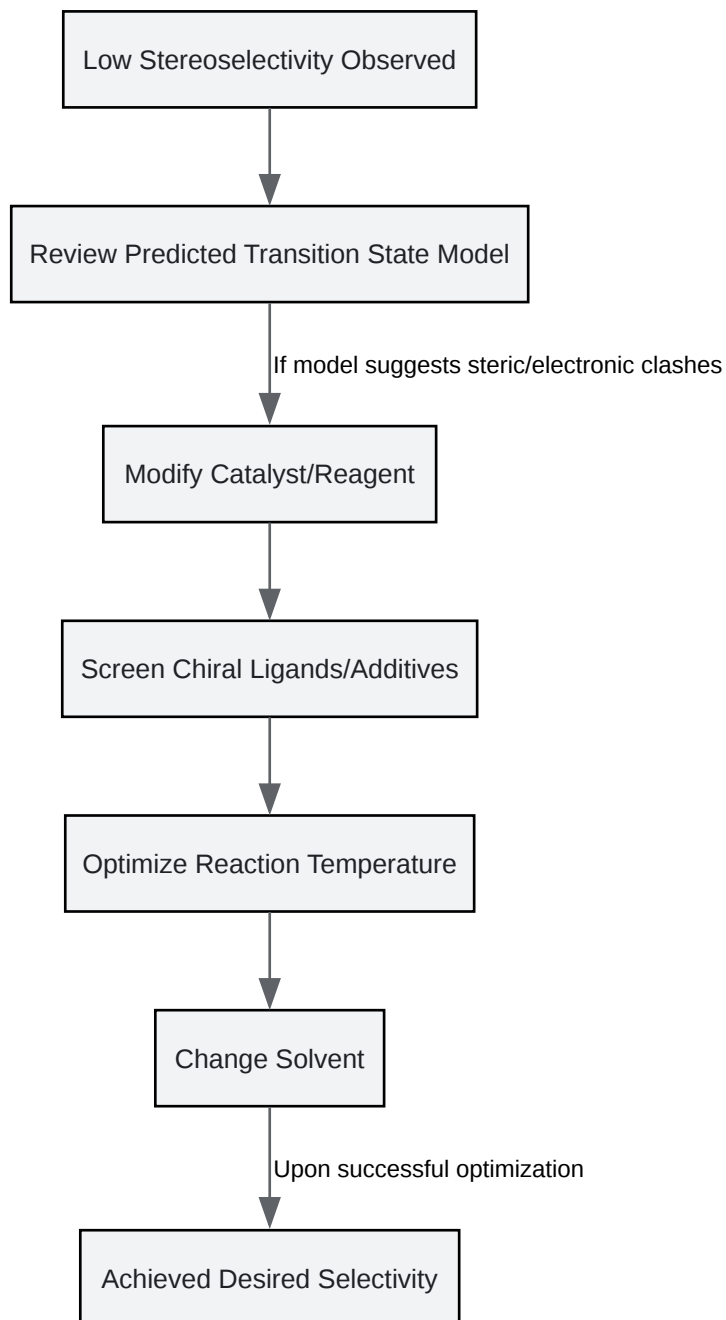 Low Stereoselectivity Observed
Review Predicted Transition State Model
If model suggests steric/electronic clashes
Modify Catalyst/Reagent
Screen Chiral Ligands/Additives
Optimize Reaction Temperature
Change Solvent
Upon successful optimization
Achieved Desired Selectivity